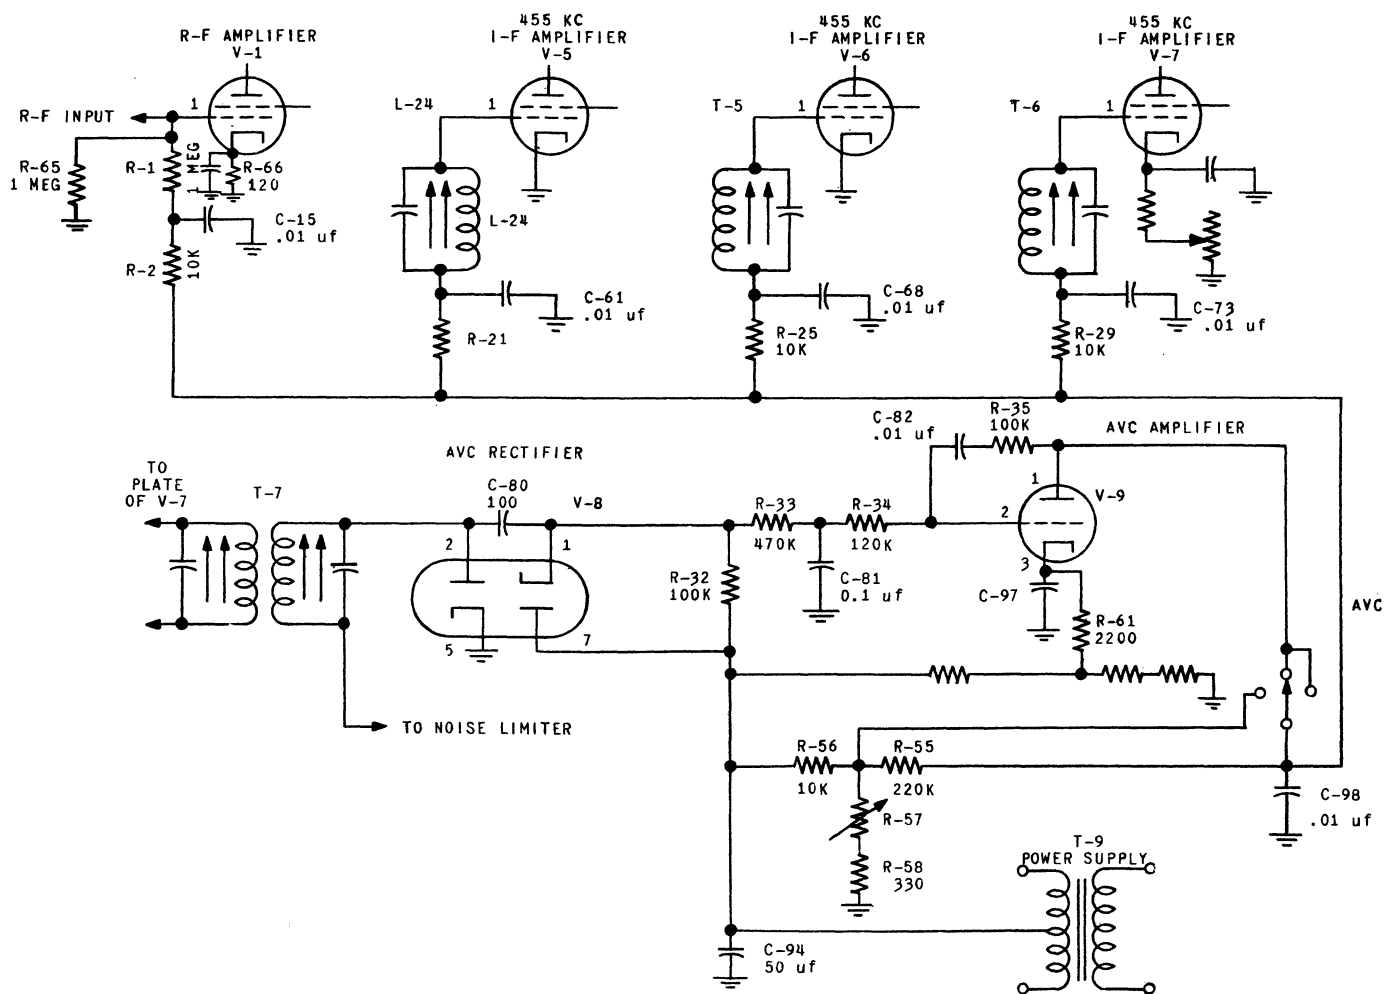 R-F AMPLIFIER
V-1
455 KC
I-F AMPLIFIER
V-5
455 KC
I-F AMPLIFIER
V-6
455 KC
I-F AMPLIFIER
V-7
R-F INPUT
1
L-24
1
T-5
1
T-6
1
R-65
1 MEG
R-1
1 MEG
R-66
120
C-15
.01 uf
R-2
10K
L-24
C-61
.01 uf
R-21
C-68
.01 uf
R-25
10K
C-73
.01 uf
R-29
10K
C-82
.01 uf
R-35
100K
AVC AMPLIFIER
AVC RECTIFIER
TO
PLATE
OF V-7
T-7
C-80
100
V-8
2
1
5
7
R-33
470K
R-34
120K
1
2
3
V-9
R-32
100K
C-81
0.1 uf
C-97
R-61
2200
AVC
TO NOISE LIMITER
R-56
10K
R-55
220K
R-57
R-58
330
C-98
.01 uf
T-9
POWER SUPPLY
C-94
50 uf